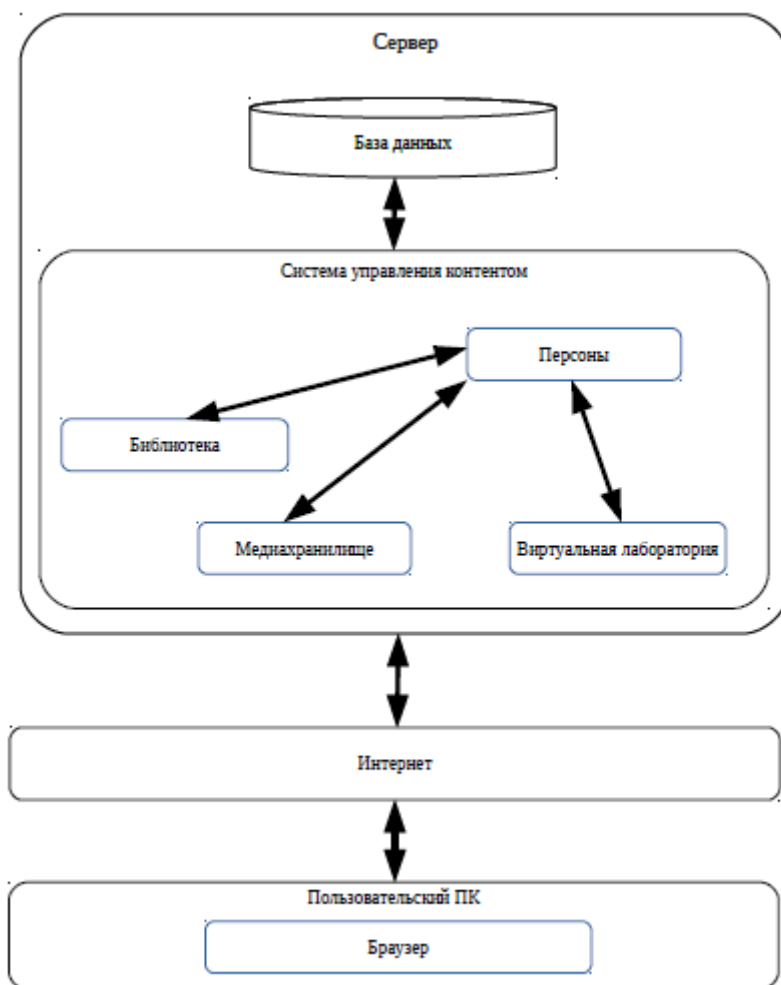 Сервер
База данных
Система управления контентом
Персоны
Библиотека
Медиахранилище
Виртуальная лаборатория
Интернет
Пользовательский ПК
Браузер